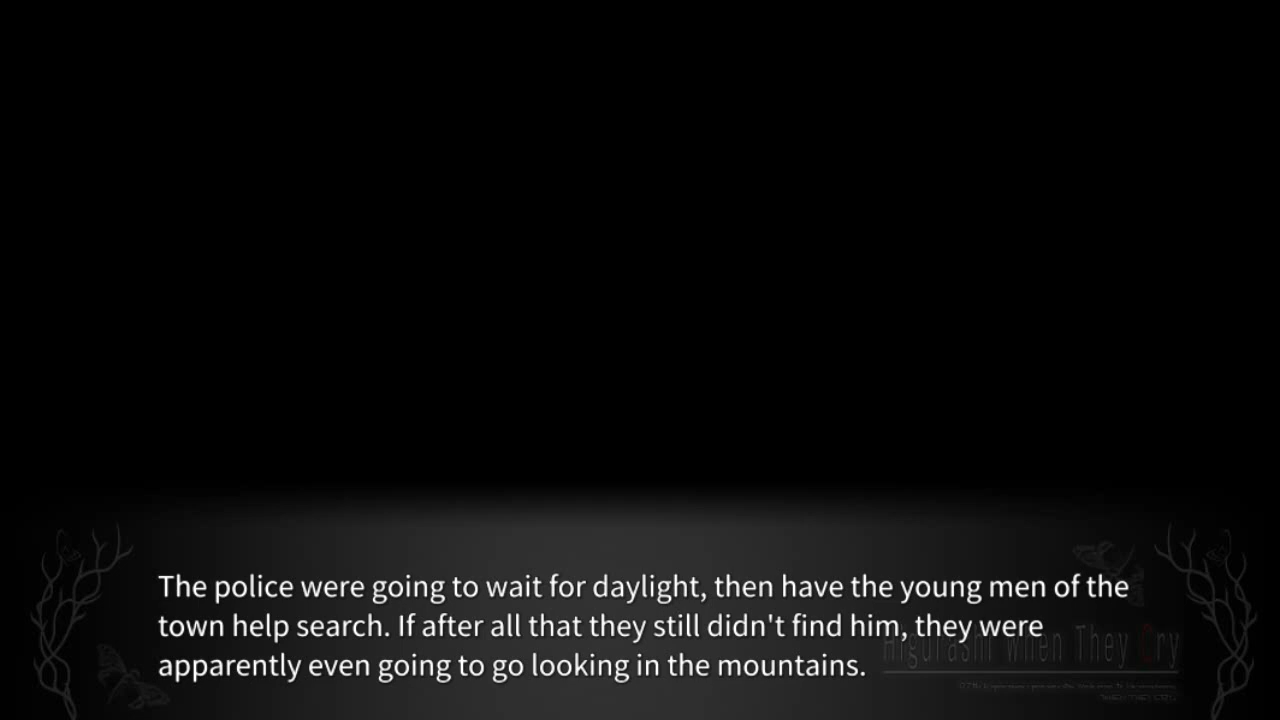 The police were going to wait for daylight, then have the young men of the
town help search. If after all that they still didn't find him, they were
apparently even going to go looking in the mountains.
Higurashi When They Cry